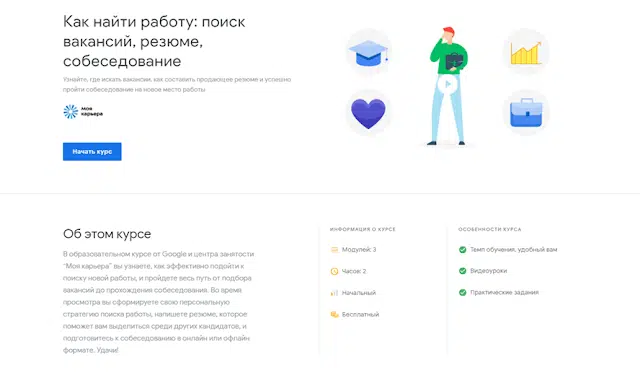 Как найти работу: поиск
вакансий, резюме,
собеседование
Узнайте, где искать вакансии, как составить продающее резюме и успешно
пройти собеседование на новое место работы
моя
карьера
Начать курс
Об этом курсе
В образовательном курсе от Google и центра занятости
"Моя карьера" вы узнаете, как эффективно подойти к
поиску новой работы, и пройдете весь путь от подбора
вакансий до прохождения собеседования. Во время
просмотра вы сформируете свою персональную
стратегию поиска работы, напишете резюме, которое
поможет вам выделиться среди других кандидатов, и
подготовитесь к собеседованию в онлайн или офлайн
формате. Удачи!
ИНФОРМАЦИЯ О КУРСЕ
Модулей: 3
Часов: 2
Начальный
Бесплатный
ОСОБЕННОСТИ КУРСА
Темп обучения, удобный вам
Видеоуроки
Практические задания